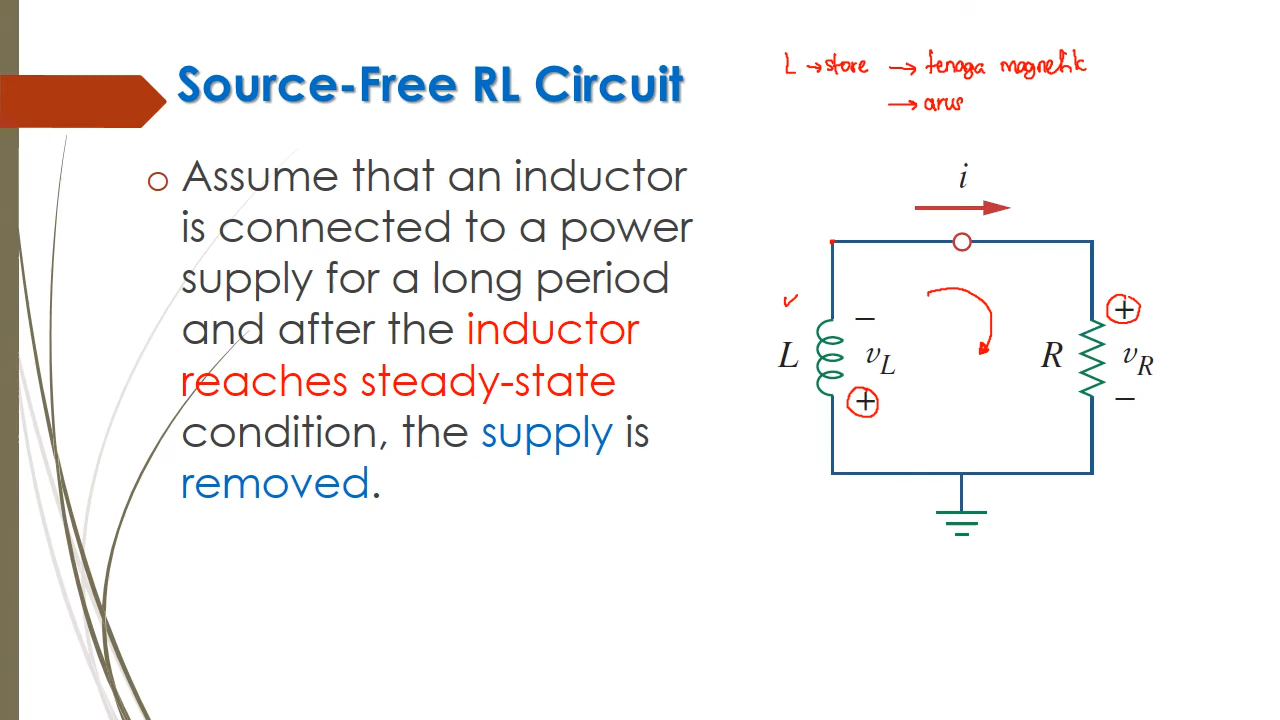 Source-Free RL Circuit
L → store → tenaga magnetik
→ arus
o Assume that an inductor
is connected to a power
supply for a long period
and after the inductor
reaches steady-state
condition, the supply is
removed.
i
L
−
v_L
+
R
+
v_R
−